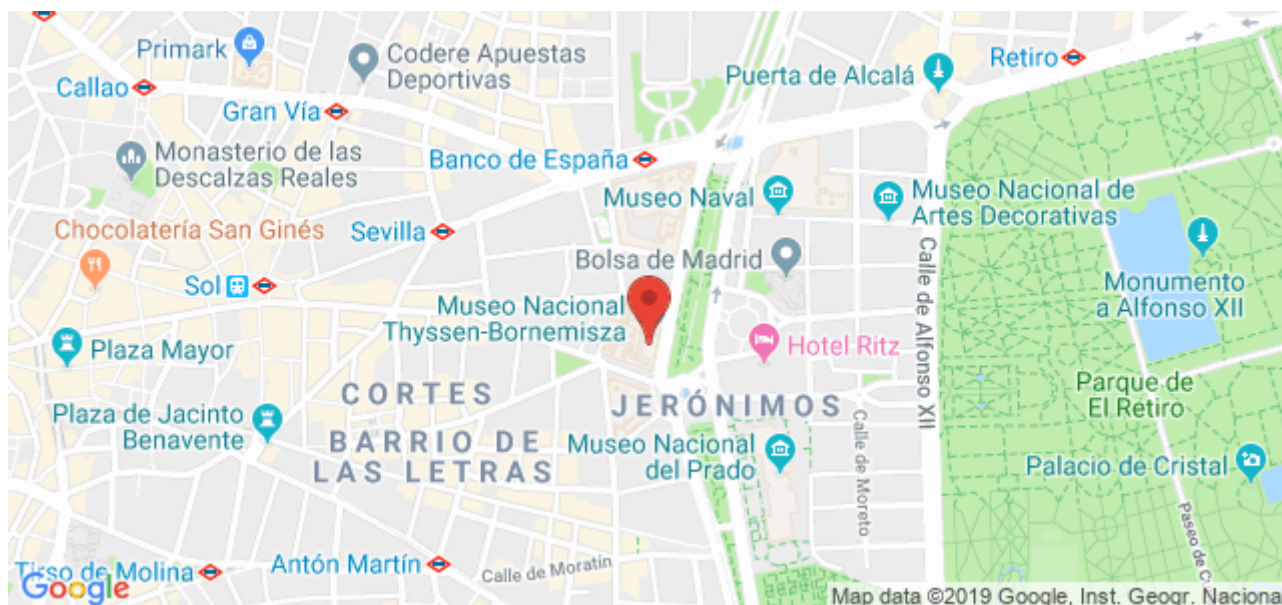 Primark
Codere Apuestas
Deportivas
Callao
Gran Vía
Puerta de Alcalá
Retiro
Monasterio de las
Descalzas Reales
Banco de España
Museo Naval
Museo Nacional de
Artes Decorativas
Chocolatería San Ginés
Sevilla
Bolsa de Madrid
Calle de Alfonso XII
Sol
Museo Nacional
Thyssen-Bornemisza
Monumento
a Alfonso XII
Plaza Mayor
Hotel Ritz
CORTES
JERÓNIMOS
Parque de
El Retiro
Plaza de Jacinto
Benavente
BARRIO DE
LAS LETRAS
Museo Nacional
del Prado
Calle de Moreto
Palacio de Cristal
Paseo de C
Antón Martín
Calle de Moratín
Tirso de Molina
Google
Map data ©2019 Google, Inst. Geogr. Naciona